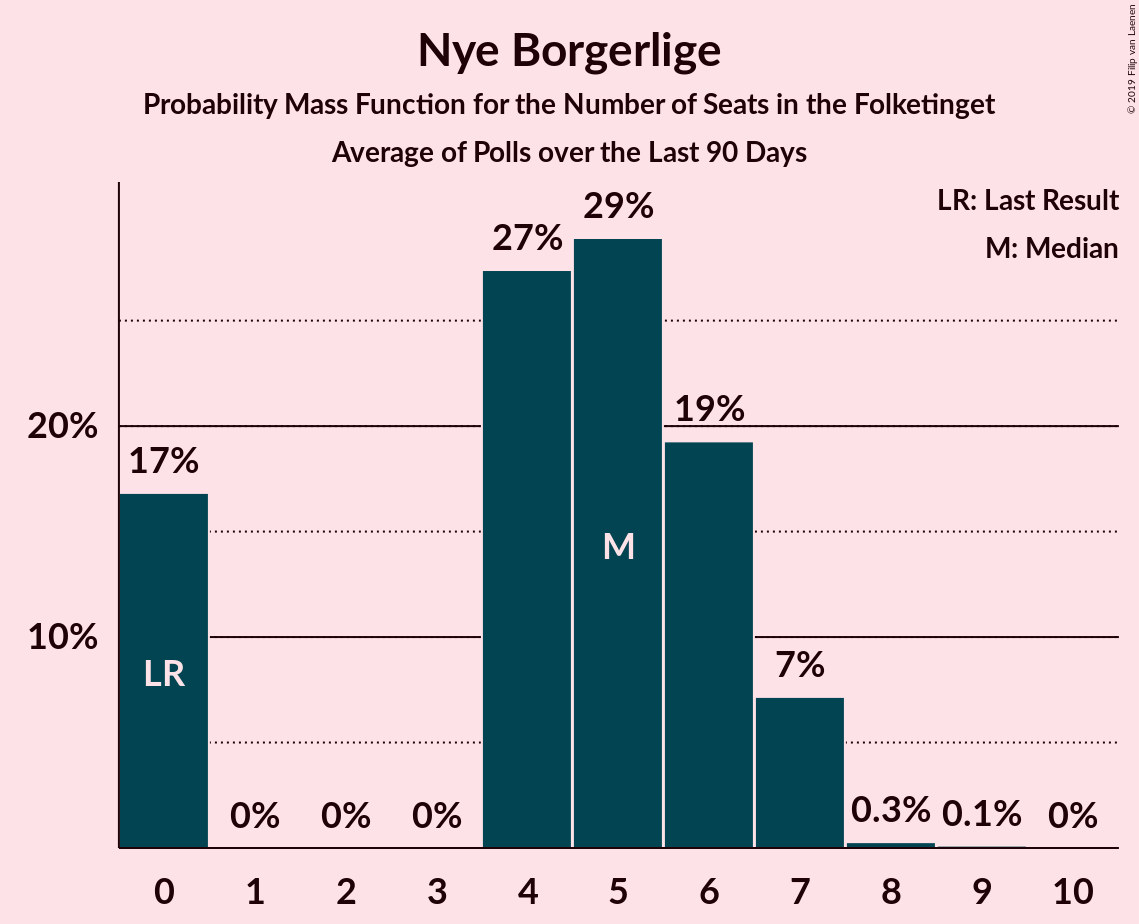 Nye Borgerlige
Probability Mass Function for the Number of Seats in the Folketinget
Average of Polls over the Last 90 Days
© 2019 Filip van Laenen
LR: Last Result
M: Median
29%
27%
20%
19%
17%
M
10%
LR
7%
0%
0%
0%
0.3%
0.1%
0%
0 1 2 3 4 5 6 7 8 9 10